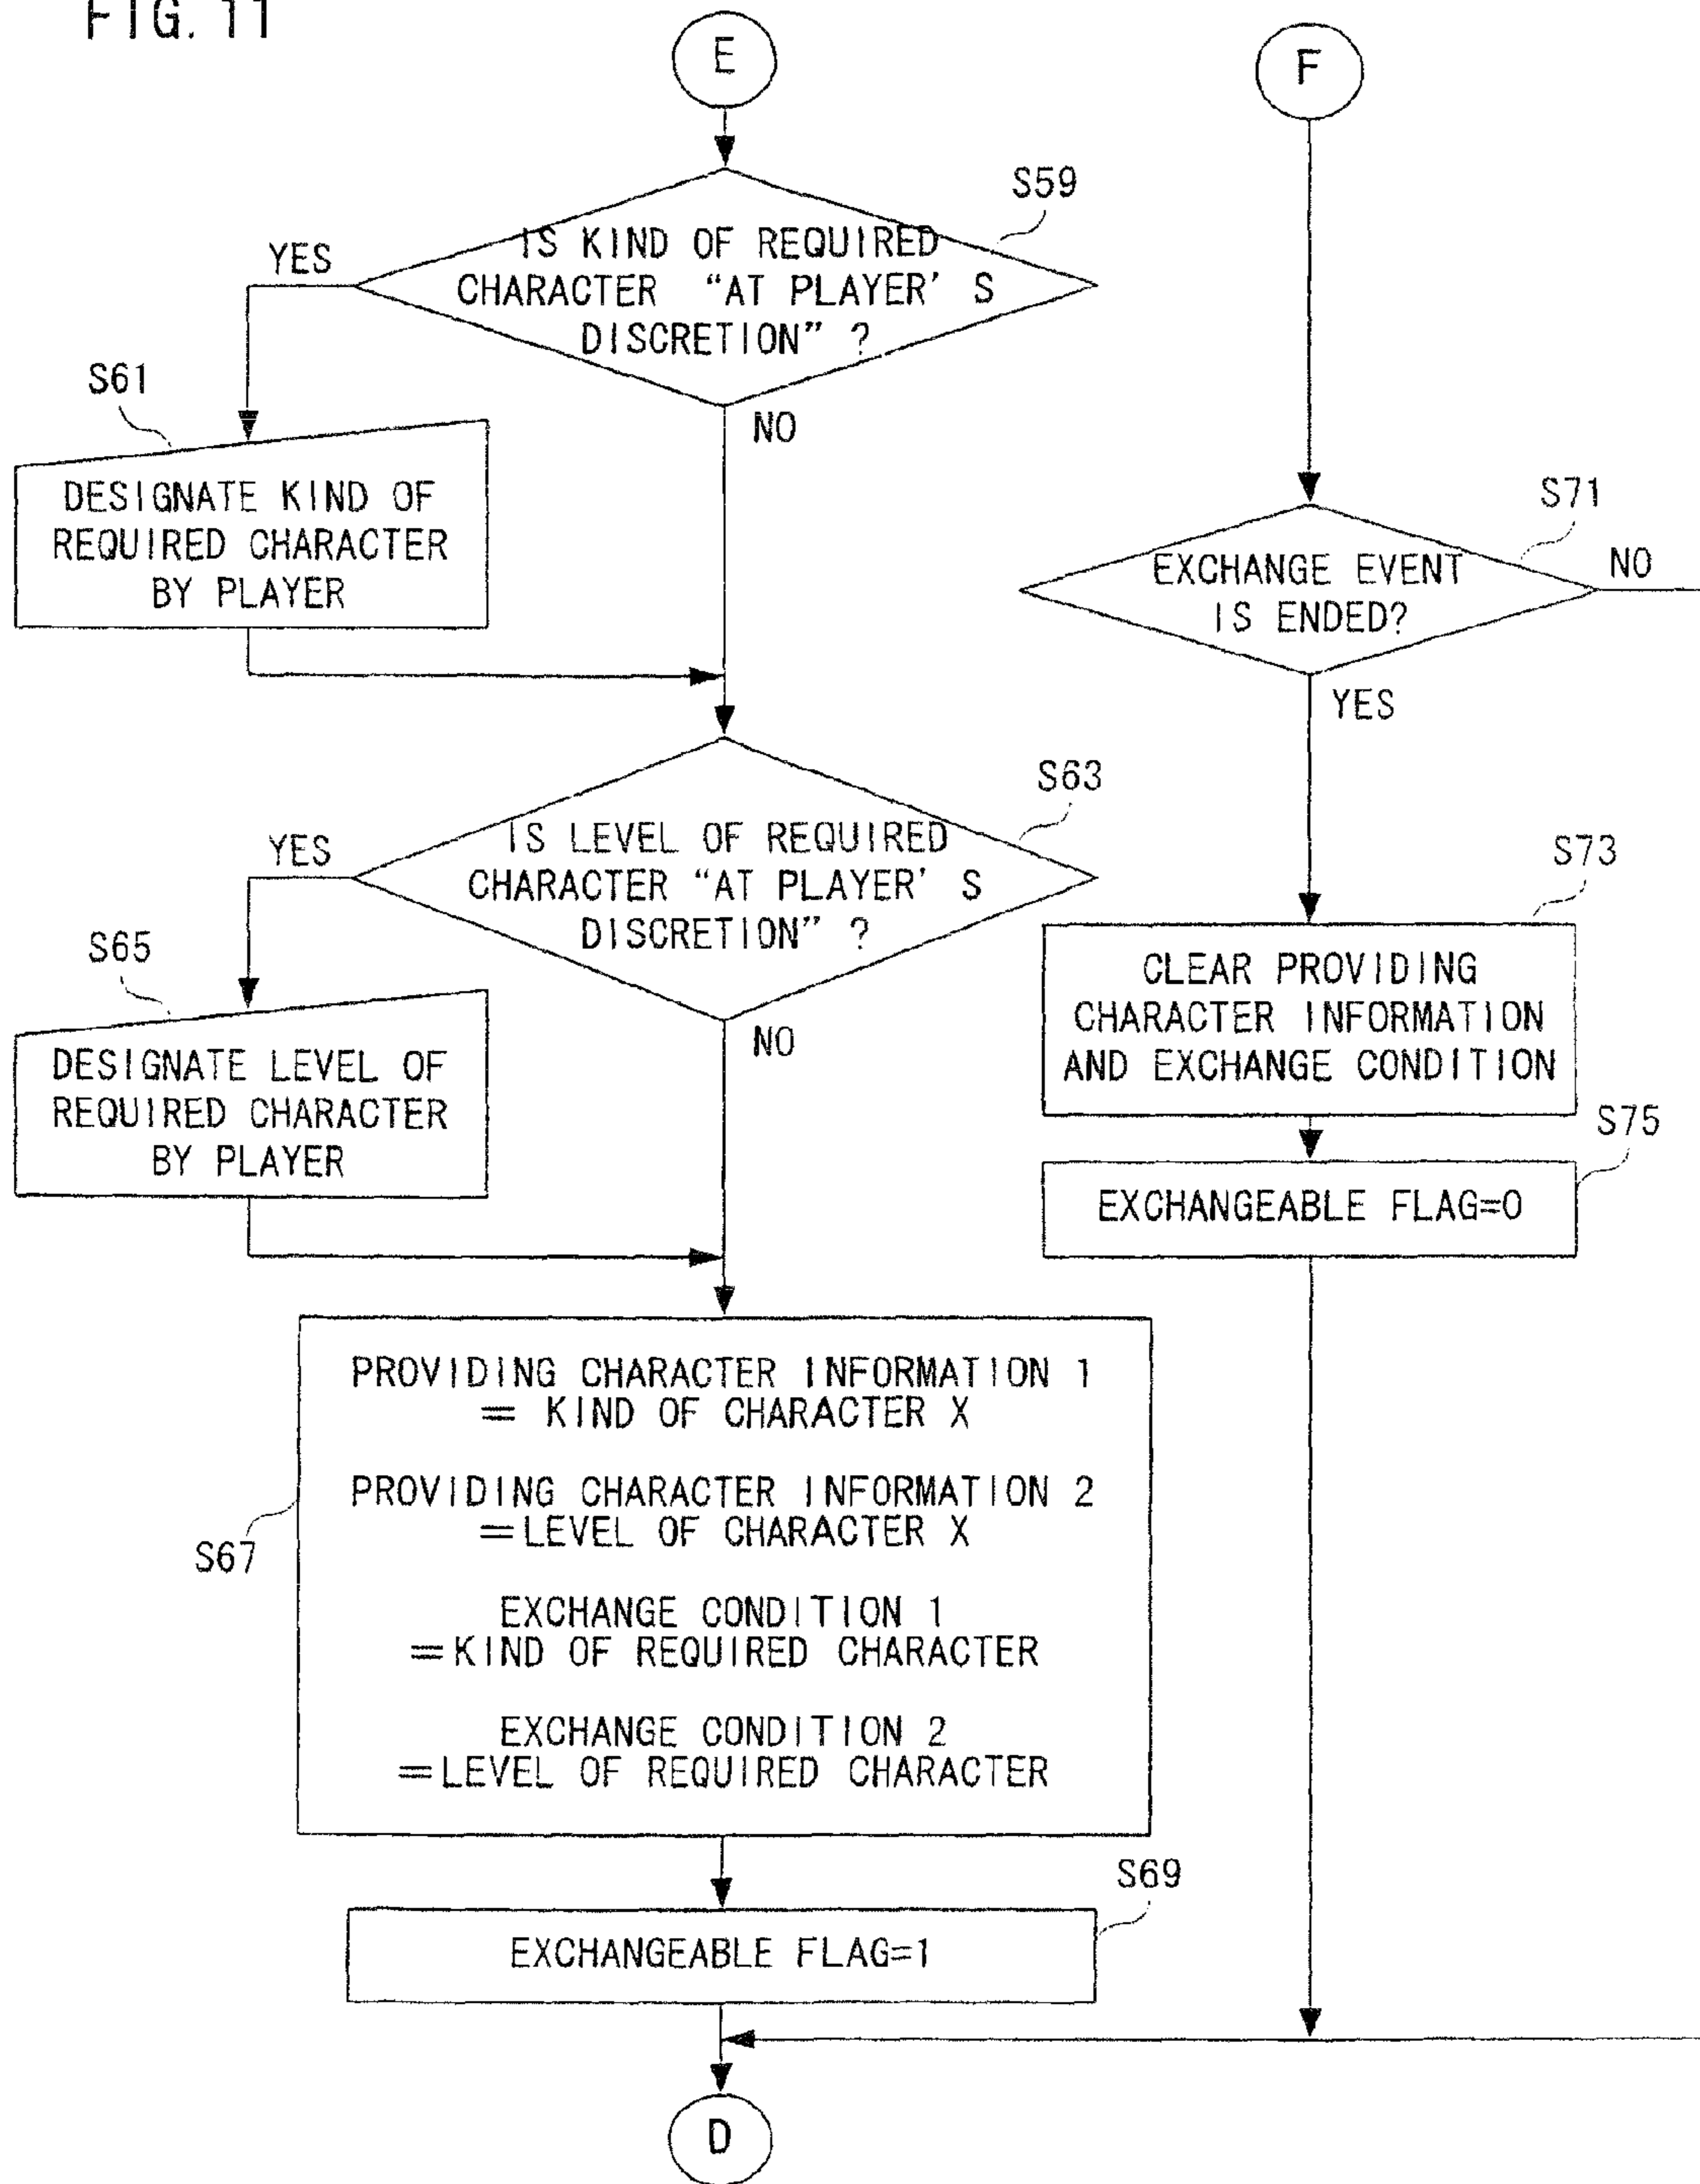 FIG. 11
E
F
S59
IS KIND OF REQUIRED
CHARACTER “AT PLAYER' S
DISCRETION” ?
YES
NO
S61
DESIGNATE KIND OF
REQUIRED CHARACTER
BY PLAYER
S71
EXCHANGE EVENT
IS ENDED?
NO
YES
S63
IS LEVEL OF REQUIRED
CHARACTER “AT PLAYER' S
DISCRETION” ?
YES
NO
S65
DESIGNATE LEVEL OF
REQUIRED CHARACTER
BY PLAYER
S73
CLEAR PROVIDING
CHARACTER INFORMATION
AND EXCHANGE CONDITION
S75
EXCHANGEABLE FLAG=0
S67
PROVIDING CHARACTER INFORMATION 1
= KIND OF CHARACTER X
PROVIDING CHARACTER INFORMATION 2
=LEVEL OF CHARACTER X
EXCHANGE CONDITION 1
=KIND OF REQUIRED CHARACTER
EXCHANGE CONDITION 2
=LEVEL OF REQUIRED CHARACTER
S69
EXCHANGEABLE FLAG=1
D